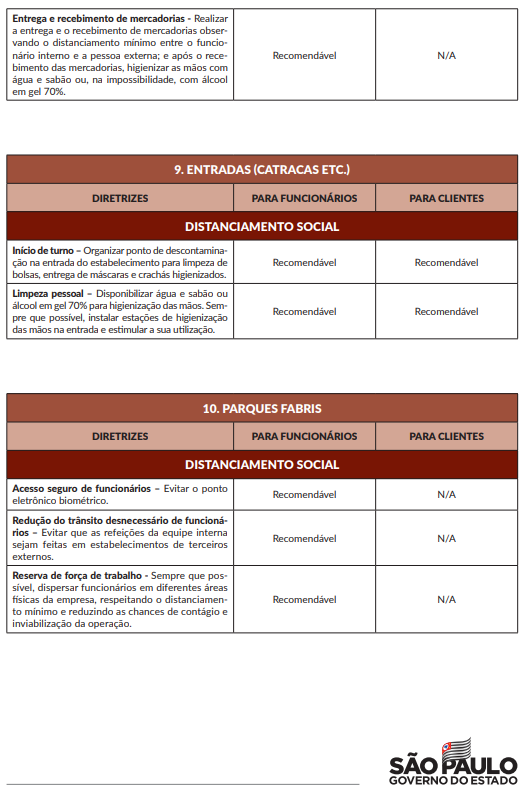 Entrega e recebimento de mercadorias - Realizar
a entrega e o recebimento de mercadorias obser-
vando o distanciamento mínimo entre o funcio-
nário interno e a pessoa externa; e após o rece-
bimento das mercadorias, higienizar as mãos com
água e sabão ou, na impossibilidade, com álcool
em gel 70%.
Recomendável
N/A
9. ENTRADAS (CATRACAS ETC.)
DIRETRIZES
PARA FUNCIONÁRIOS
PARA CLIENTES
DISTANCIAMENTO SOCIAL
Início de turno – Organizar ponto de descontamina-
ção na entrada do estabelecimento para limpeza de
bolsas, entrega de máscaras e crachás higienizados.
Recomendável
Recomendável
Limpeza pessoal – Disponibilizar água e sabão ou
álcool em gel 70% para higienização das mãos. Sem-
pre que possível, instalar estações de higienização
das mãos na entrada e estimular a sua utilização.
Recomendável
Recomendável
10. PARQUES FABRIS
DIRETRIZES
PARA FUNCIONÁRIOS
PARA CLIENTES
DISTANCIAMENTO SOCIAL
Acesso seguro de funcionários – Evitar o ponto
eletrônico biométrico.
Recomendável
N/A
Redução do trânsito desnecessário de funcioná-
rios – Evitar que as refeições da equipe interna
sejam feitas em estabelecimentos de terceiros
externos.
Recomendável
N/A
Reserva de força de trabalho - Sempre que pos-
sível, dispersar funcionários em diferentes áreas
físicas da empresa, respeitando o distanciamen-
to mínimo e reduzindo as chances de contágio e
inviabilização da operação.
Recomendável
N/A
SÃO PAULO
GOVERNO DO ESTADO